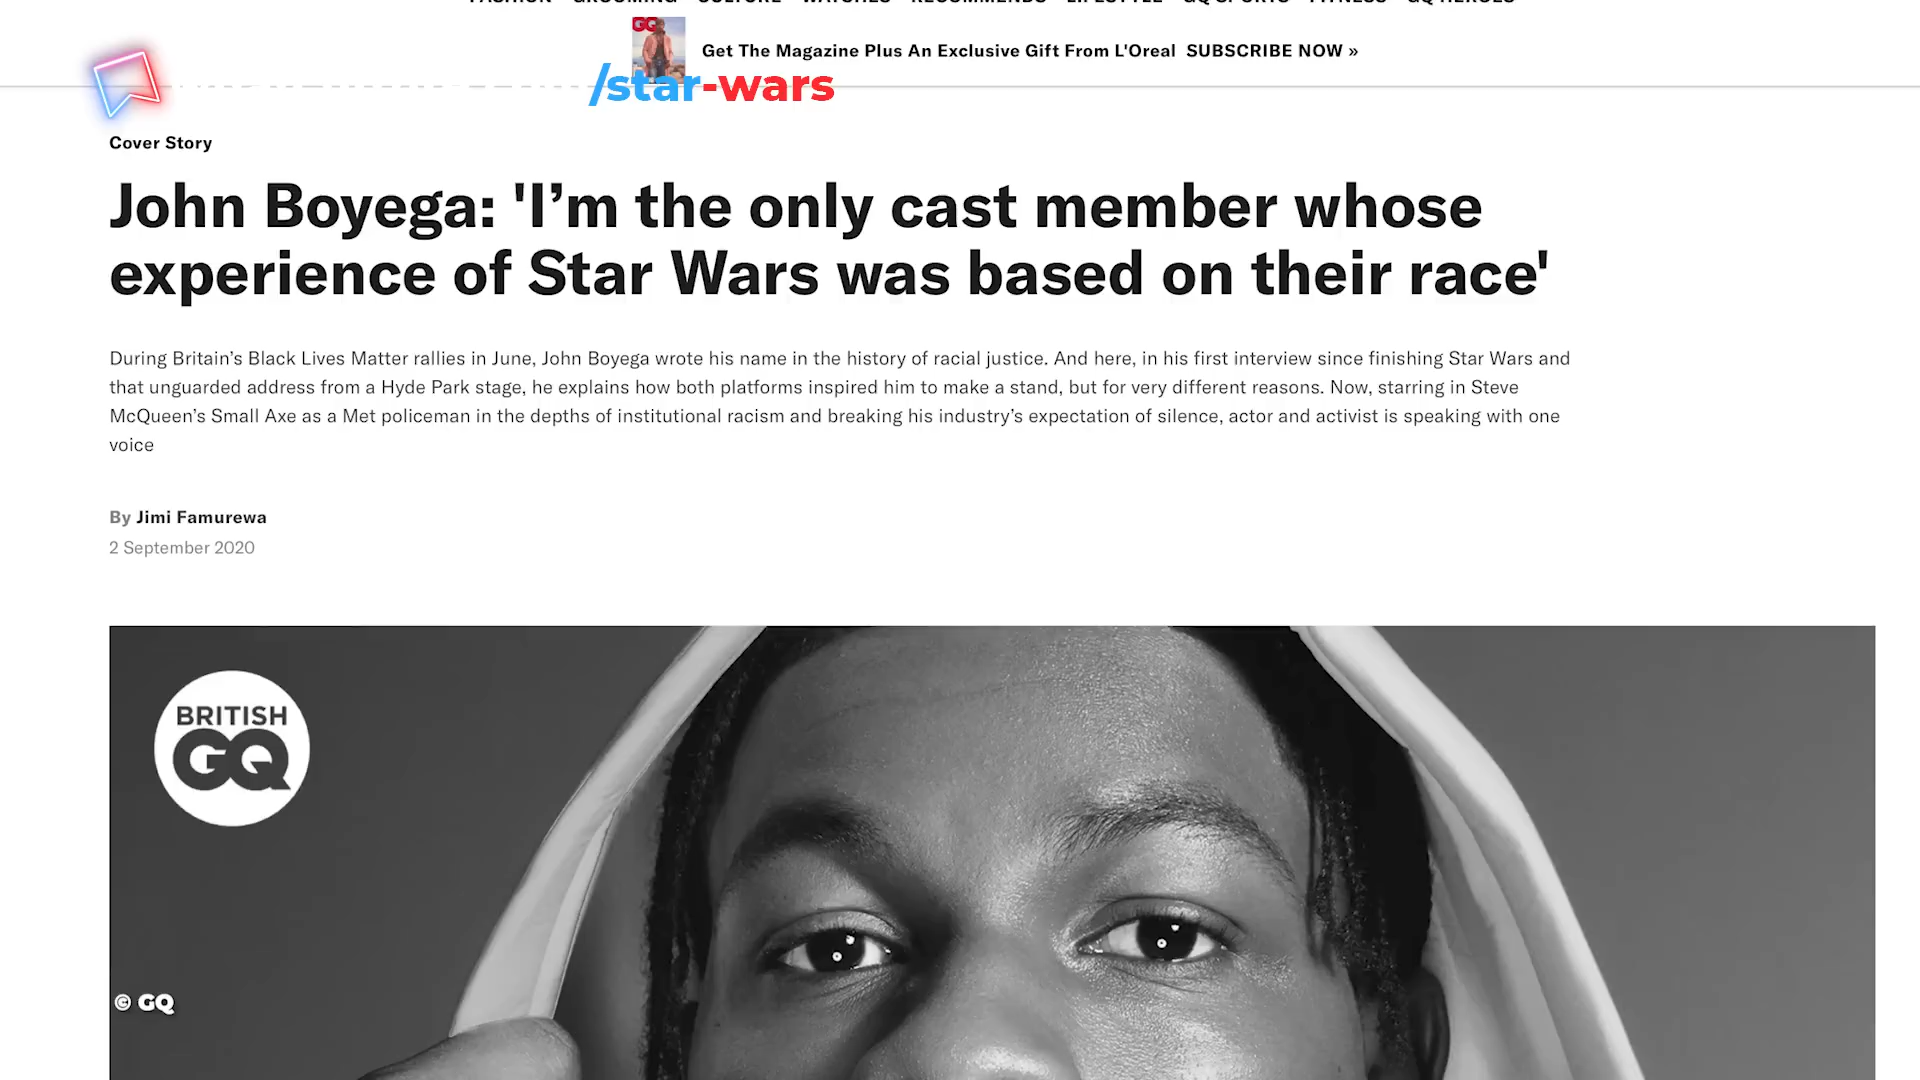 FASHION GROOMING CULTURE WATCHES RECOMMENDS LIFESTYLE GQ SPORTS FITNESS GQ HEROES
GQ
Get The Magazine Plus An Exclusive Gift From L'Oreal SUBSCRIBE NOW »
/star-wars
Cover Story
John Boyega: 'I’m the only cast member whose
experience of Star Wars was based on their race'
During Britain’s Black Lives Matter rallies in June, John Boyega wrote his name in the history of racial justice. And here, in his first interview since finishing Star Wars and
that unguarded address from a Hyde Park stage, he explains how both platforms inspired him to make a stand, but for very different reasons. Now, starring in Steve
McQueen’s Small Axe as a Met policeman in the depths of institutional racism and breaking his industry’s expectation of silence, actor and activist is speaking with one
voice
By Jimi Famurewa
2 September 2020
BRITISH
GQ
© GQ